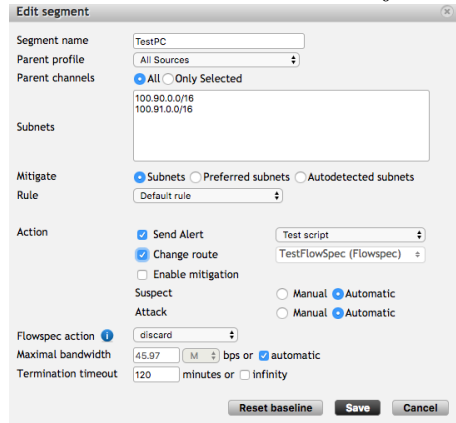 Edit segment
Segment name TestPC
Parent profile All Sources
Parent channels All Only Selected
Subnets
100.90.0.0/16
100.91.0.0/16
Mitigate Subnets Preferred subnets Autodetected subnets
Rule Default rule
Action Send Alert Test script
Change route TestFlowSpec (Flowspec)
Enable mitigation
Suspect Manual Automatic
Attack Manual Automatic
Flowspec action i discard
Maximal bandwidth 45.97 M bps or automatic
Termination timeout 120 minutes or infinity
Reset baseline Save Cancel